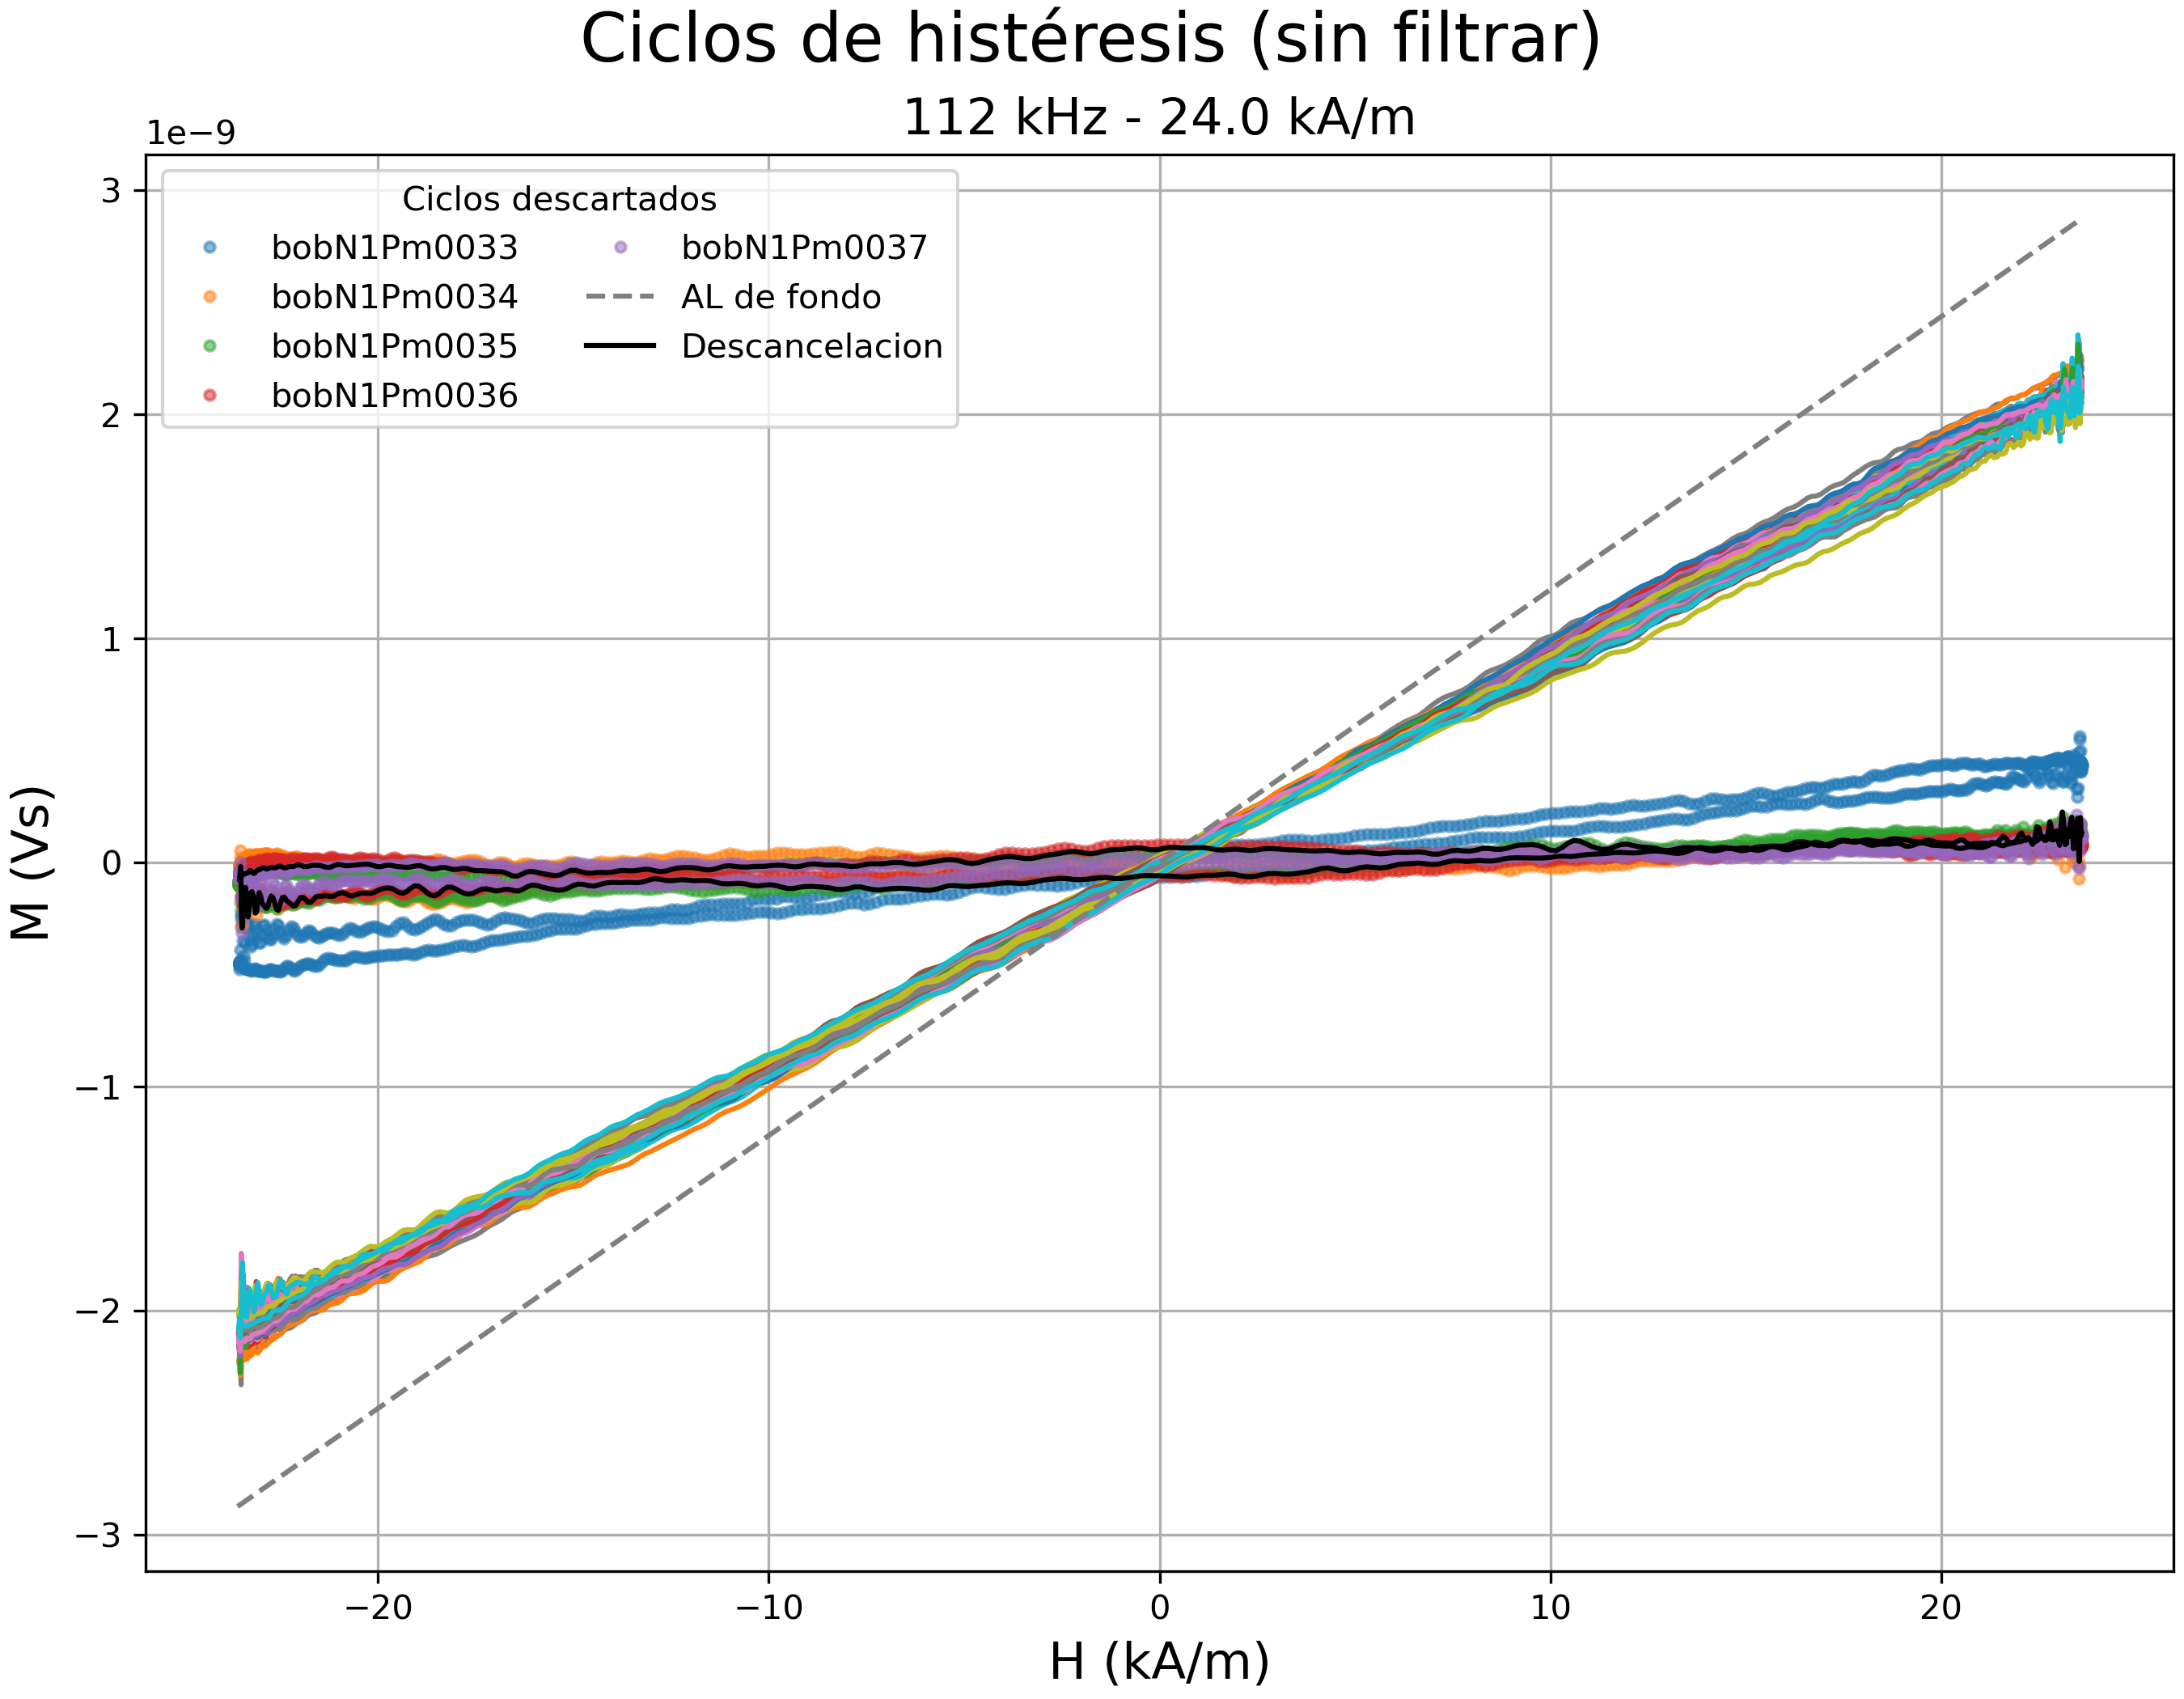 Ciclos de histéresis (sin filtrar)
112 kHz - 24.0 kA/m
1e−9
Ciclos descartados
bobN1Pm0033
bobN1Pm0034
bobN1Pm0035
bobN1Pm0036
bobN1Pm0037
AL de fondo
Descancelacion
3
2
1
0
−1
−2
−3
M (Vs)
−20
−10
0
10
20
H (kA/m)